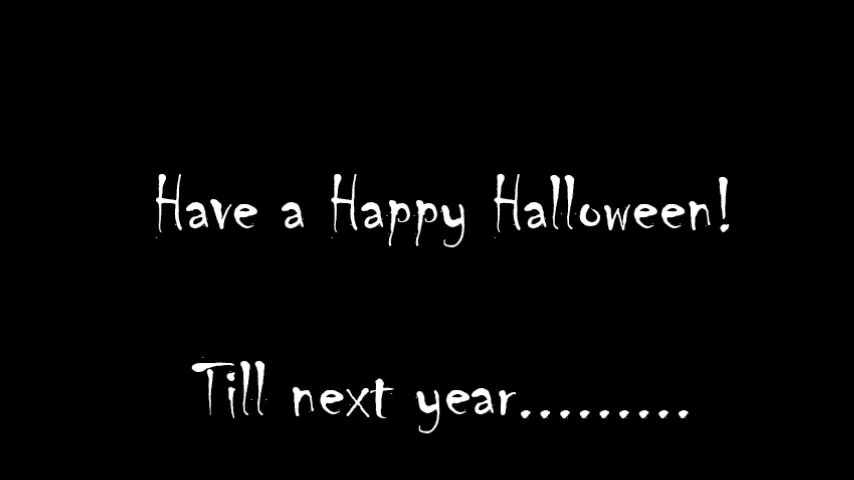 Have a Happy Halloween!
Till next year.........